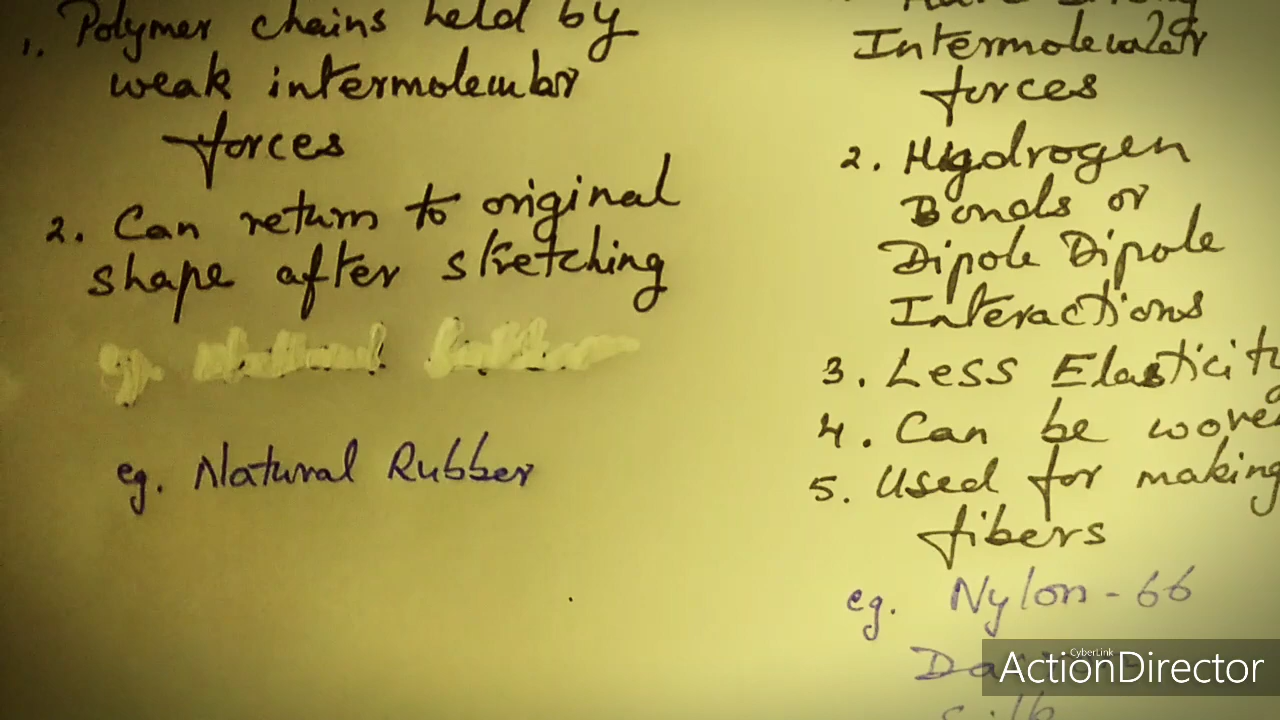 1. Polymer chains held by
weak intermolecular
forces
2. Can return to original
shape after stretching
eg. Natural Rubber
Intermolecular
forces
2. Hydrogen
Bonds or
Dipole Dipole
Interactions
3. Less Elasticity
4. Can be
5. Used for making
fibers
eg. Nylon-66
CyberLink
ActionDirector